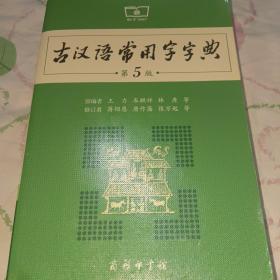 古汉语常用字字典
第5版
原编者 王力 岑麒祥 林焘 等
修订者 蒋绍愚 唐作藩 张万起 等
商务印书馆